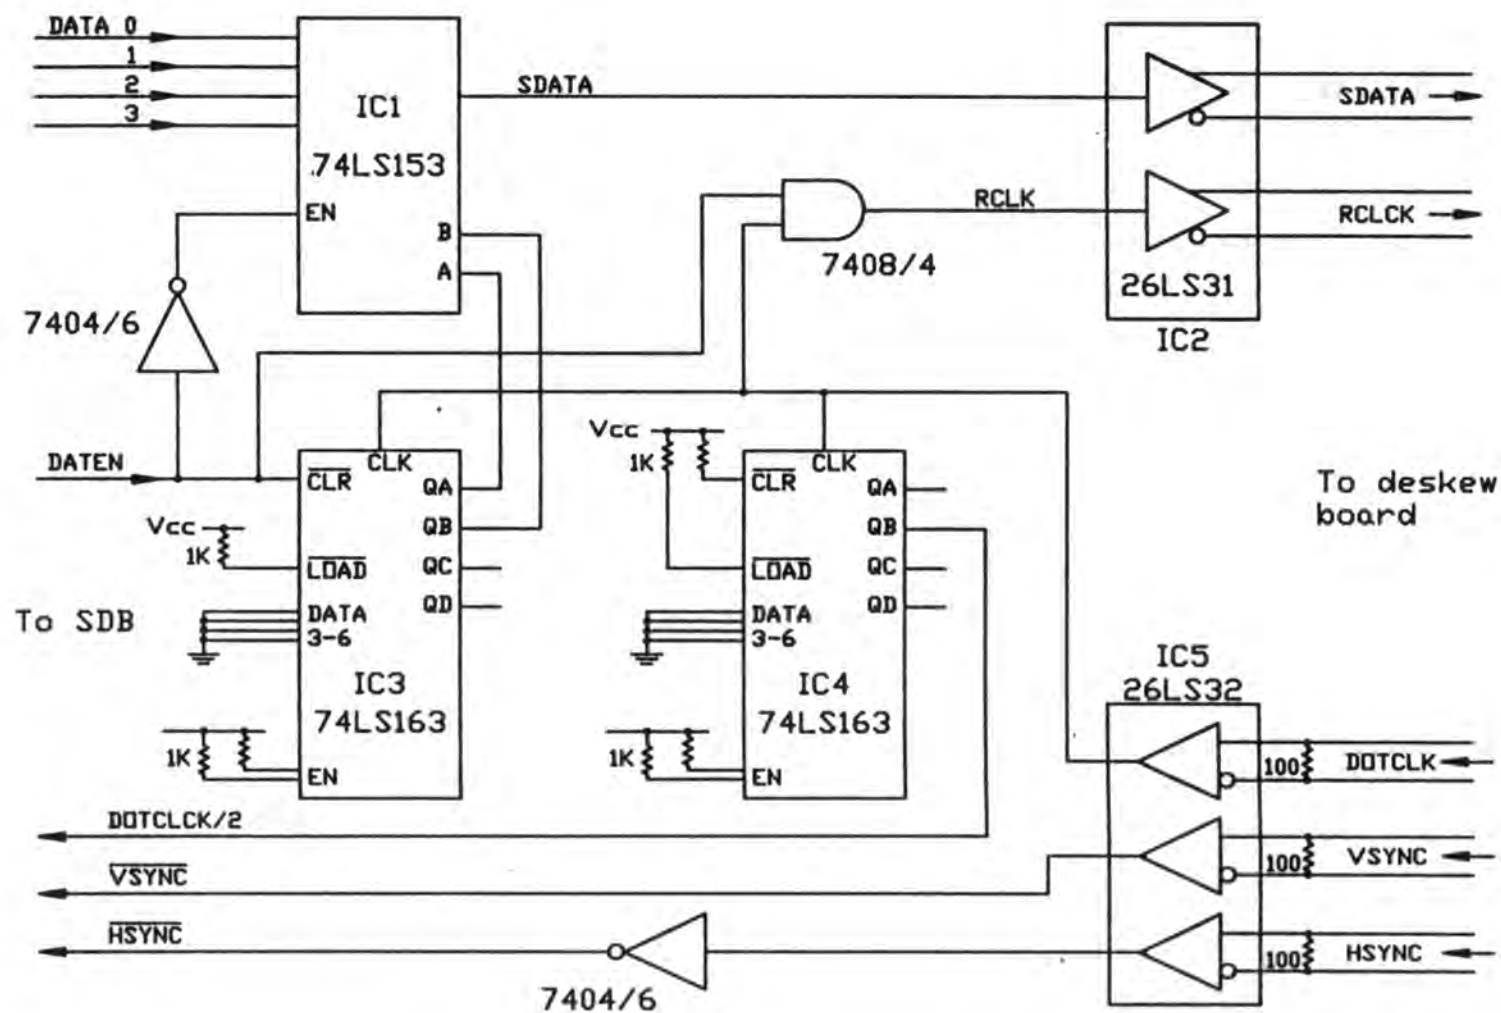 DATA 0
1
2
3
IC1
74LS153
EN
B
A
SDATA
SDATA
RCLK
RCLCK
7408/4
26LS31
IC2
7404/6
DATEN
CLR
CLK
QA
QB
QC
QD
Vcc
1K
LOAD
DATA
3-6
IC3
74LS163
1K
EN
Vcc
1K
CLR
CLK
QA
QB
QC
QD
LOAD
DATA
3-6
IC4
74LS163
1K
EN
To deskew
board
To SDB
IC5
26LS32
100
DOTCLK
100
VSYNC
100
HSYNC
DOTCLCK/2
VSYNC
HSYNC
7404/6